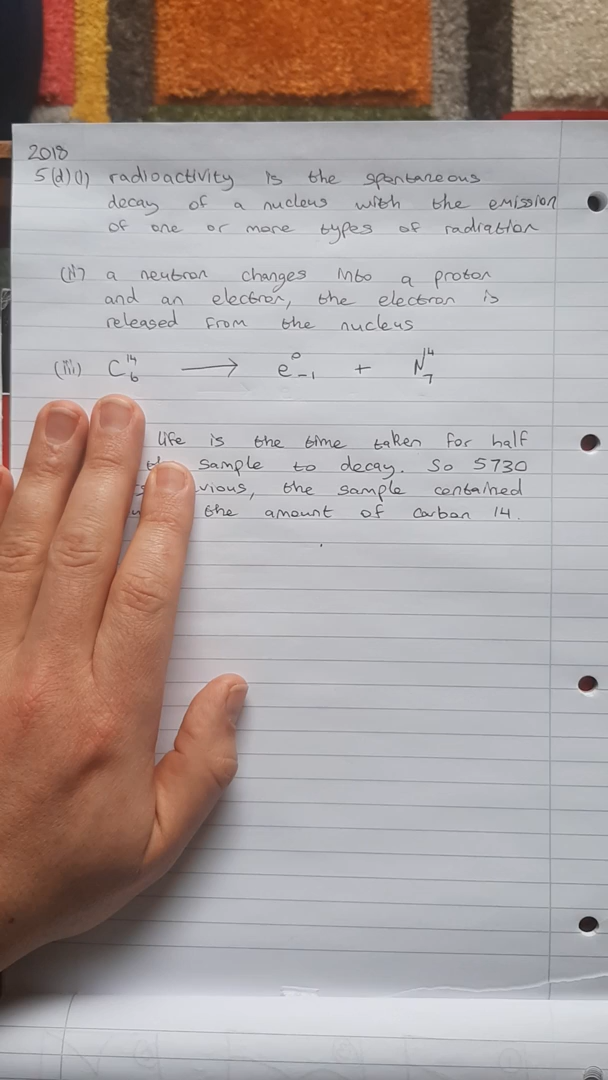 2018
5(d)(i) radioactivity is the spontaneous
decay of a nucleus with the emission
of one or more types of radiation
(ii) a neutron changes into a proton
and an electron, the electron is
released from the nucleus
(iii) C 14 6 → e 0 -1 + N 14 7
life is the time taken for half
sample to decay. So 5730
the sample contained
the amount of carbon 14.